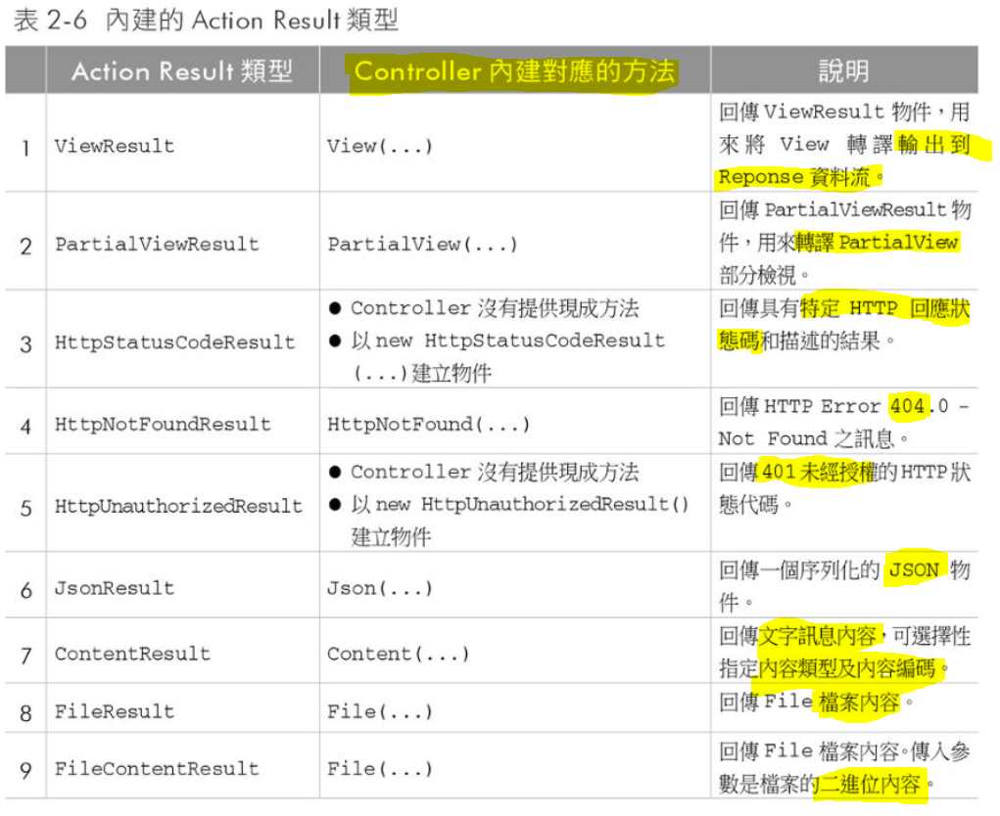 表 2-6 內建的 Action Result 類型
Action Result 類型
Controller 內建對應的方法
說明
1
ViewResult
View(...)
回傳 ViewResult 物件，用
來將 View 轉譯輸出到
Reponse 資料流。
2
PartialViewResult
PartialView(...)
回傳 PartialViewResult 物
件，用來轉譯 PartialView
部分檢視。
3
HttpStatusCodeResult
● Controller 沒有提供現成方法
● 以 new HttpStatusCodeResult
(...)建立物件
回傳具有特定 HTTP 回應狀
態碼和描述的結果。
4
HttpNotFoundResult
HttpNotFound(...)
回傳 HTTP Error 404.0 -
Not Found 之訊息。
5
HttpUnauthorizedResult
● Controller 沒有提供現成方法
● 以 new HttpUnauthorizedResult()
建立物件
回傳 401 未經授權的 HTTP 狀
態代碼。
6
JsonResult
Json(...)
回傳一個序列化的 JSON 物
件。
7
ContentResult
Content(...)
回傳文字訊息內容，可選擇性
指定內容類型及內容編碼。
8
FileResult
File(...)
回傳 File 檔案內容。
9
FileContentResult
File(...)
回傳 File 檔案內容。傳入參
數是檔案的二進位內容。